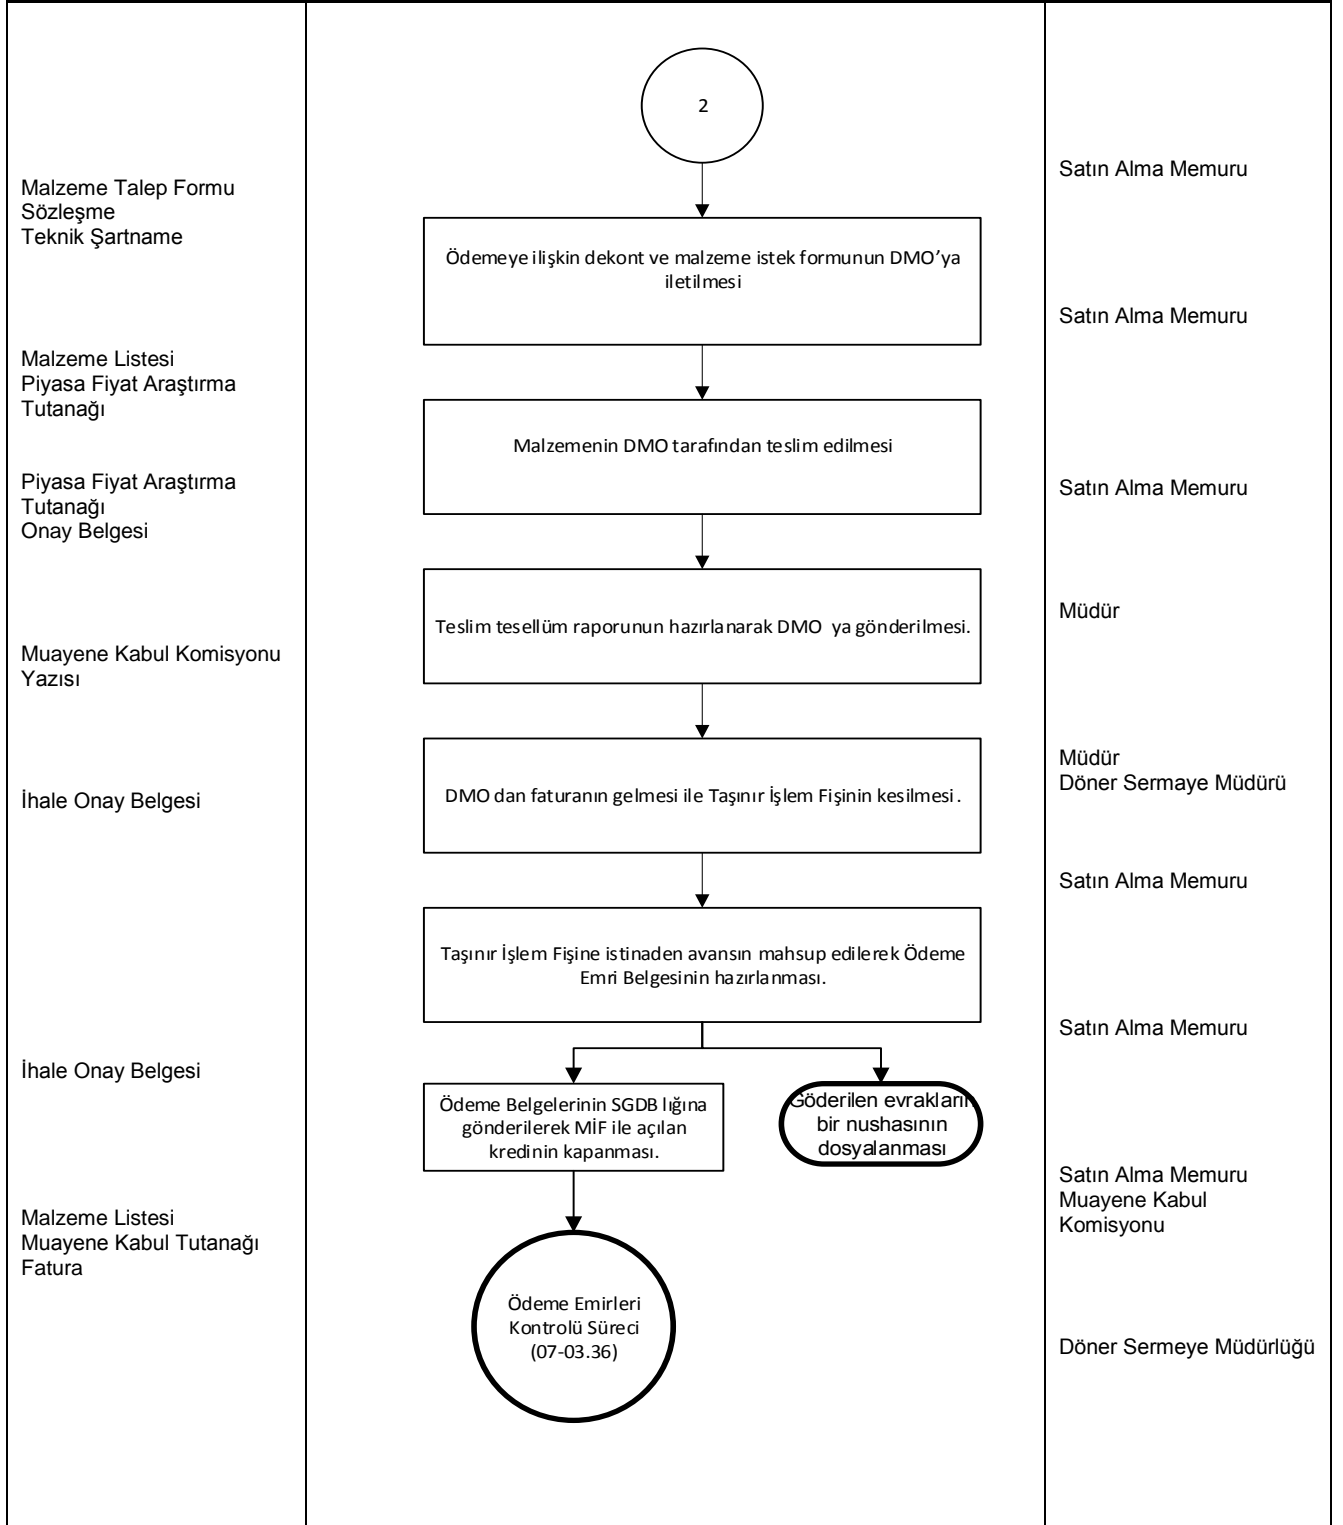 Malzeme Talep Formu
Sözleşme
Teknik Şartname
Malzeme Listesi
Piyasa Fiyat Araştırma
Tutanağı
Piyasa Fiyat Araştırma
Tutanağı
Onay Belgesi
Muayene Kabul Komisyonu
Yazısı
İhale Onay Belgesi
İhale Onay Belgesi
Malzeme Listesi
Muayene Kabul Tutanağı
Fatura
2
Ödemeye ilişkin dekont ve malzeme istek formunun DMO’ya
iletilmesi
Malzemenin DMO tarafından teslim edilmesi
Teslim tesellüm raporunun hazırlanarak DMO ya gönderilmesi.
DMO dan faturanın gelmesi ile Taşınır İşlem Fişinin kesilmesi.
Taşınır İşlem Fişine istinaden avansın mahsup edilerek Ödeme
Emri Belgesinin hazırlanması.
Ödeme Belgelerinin SGDB lığına
gönderilerek MİF ile açılan
kredinin kapanması.
Göderilen evrakların
bir nushasının
dosyalanması
Ödeme Emirleri
Kontrolü Süreci
(07-03.36)
Satın Alma Memuru
Satın Alma Memuru
Satın Alma Memuru
Müdür
Müdür
Döner Sermaye Müdürü
Satın Alma Memuru
Satın Alma Memuru
Satın Alma Memuru
Muayene Kabul
Komisyonu
Döner Sermeye Müdürlüğü